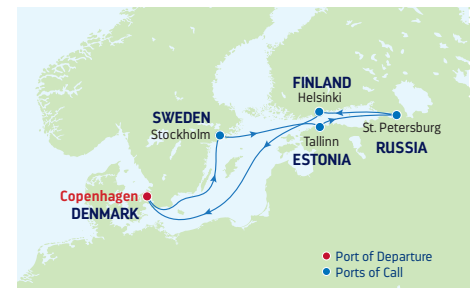 FINLAND
Helsinki
SWEDEN
Stockholm
St. Petersburg
RUSSIA
Tallinn
ESTONIA
Copenhagen
DENMARK
Port of Departure
Ports of Call